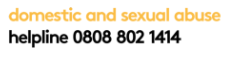 domestic and sexual abuse
helpline 0808 802 1414